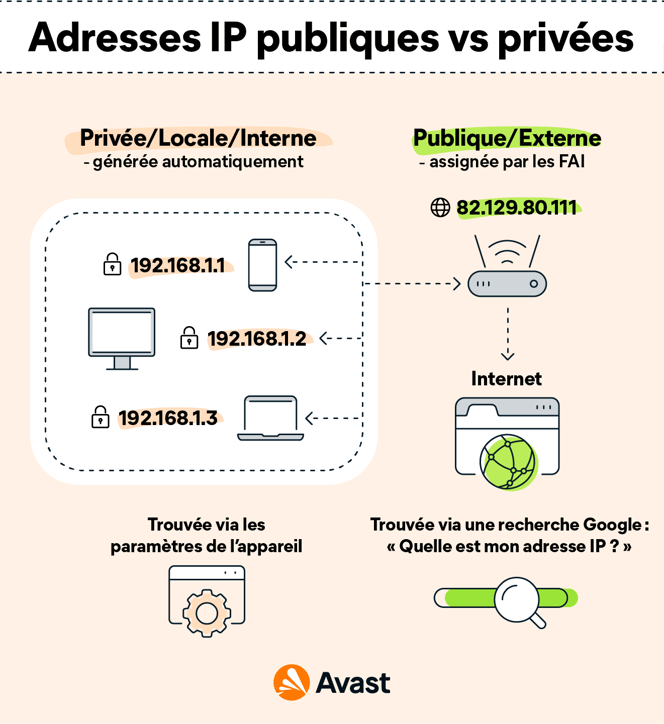 Adresses IP publiques vs privées
Privée/Locale/Interne
- générée automatiquement
192.168.1.1
192.168.1.2
192.168.1.3
Trouvée via les
paramètres de l'appareil
Publique/Externe
- assignée par les FAI
82.129.80.111
Internet
Trouvée via une recherche Google :
« Quelle est mon adresse IP ? »
Avast